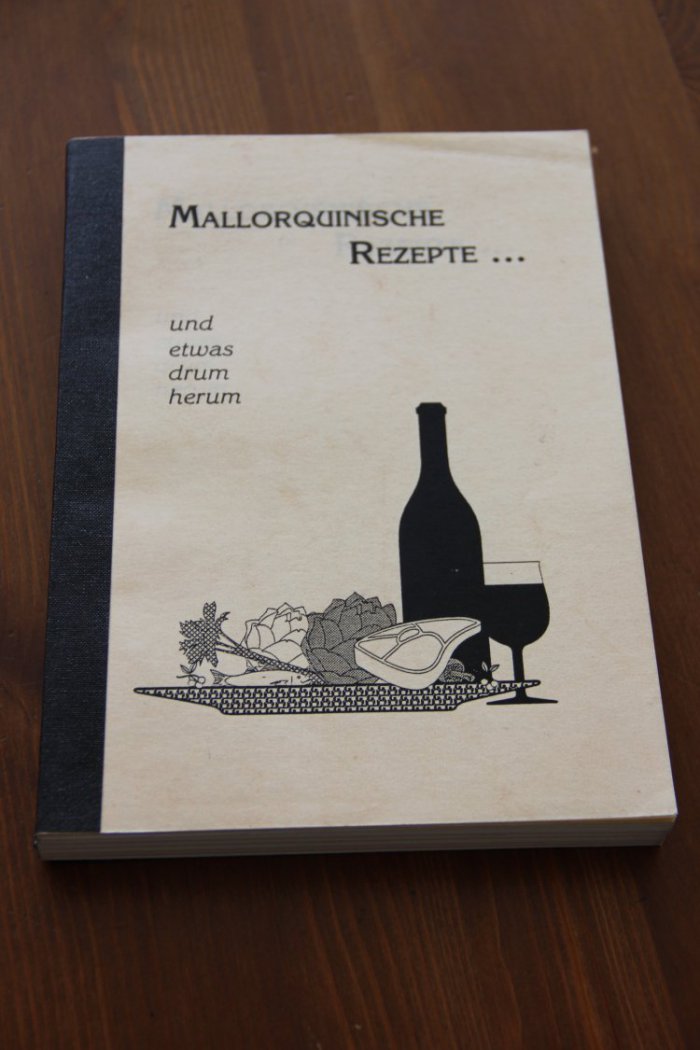 MALLORQUINISCHE
REZEPTE ...
und
etwas
drum
herum